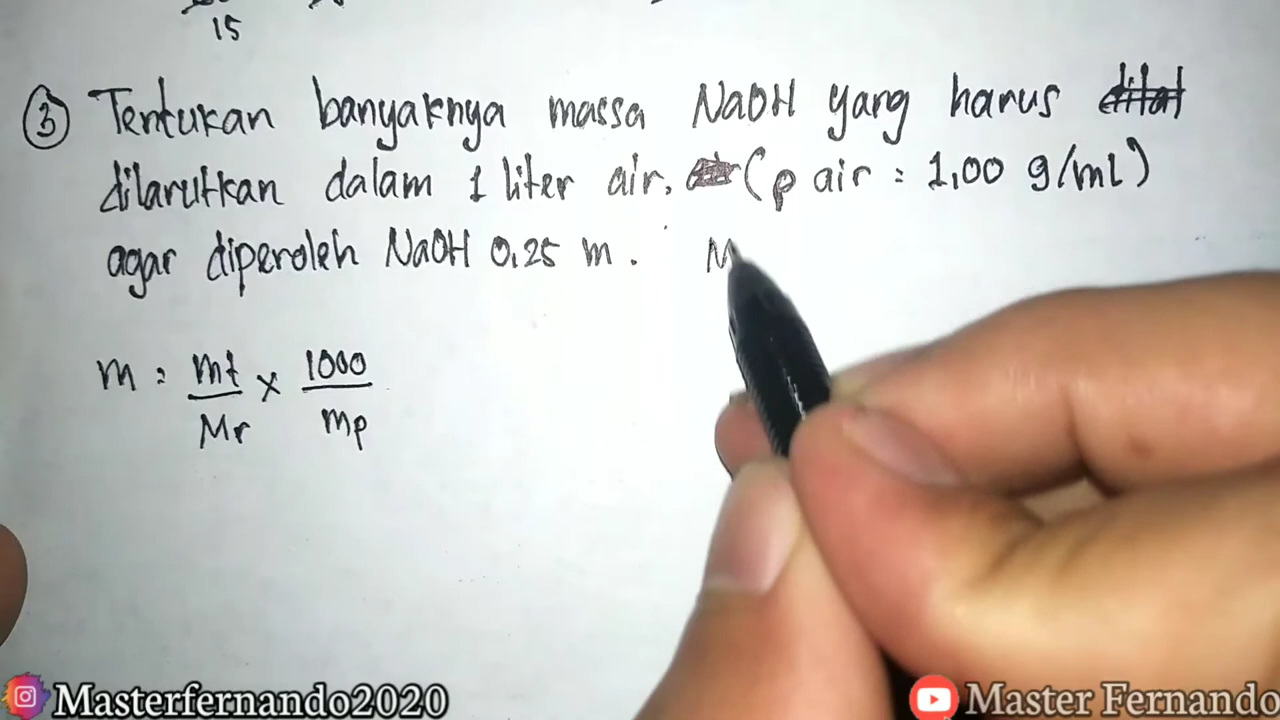 15
③ Tentukan banyaknya massa NaOH yang harus
dilarutkan dalam 1 liter air. (ρ air = 1,00 g/ml)
agar diperoleh NaOH 0,25 m. M
m = mt/Mr × 1000/mp
Masterfernando2020
Master Fernando